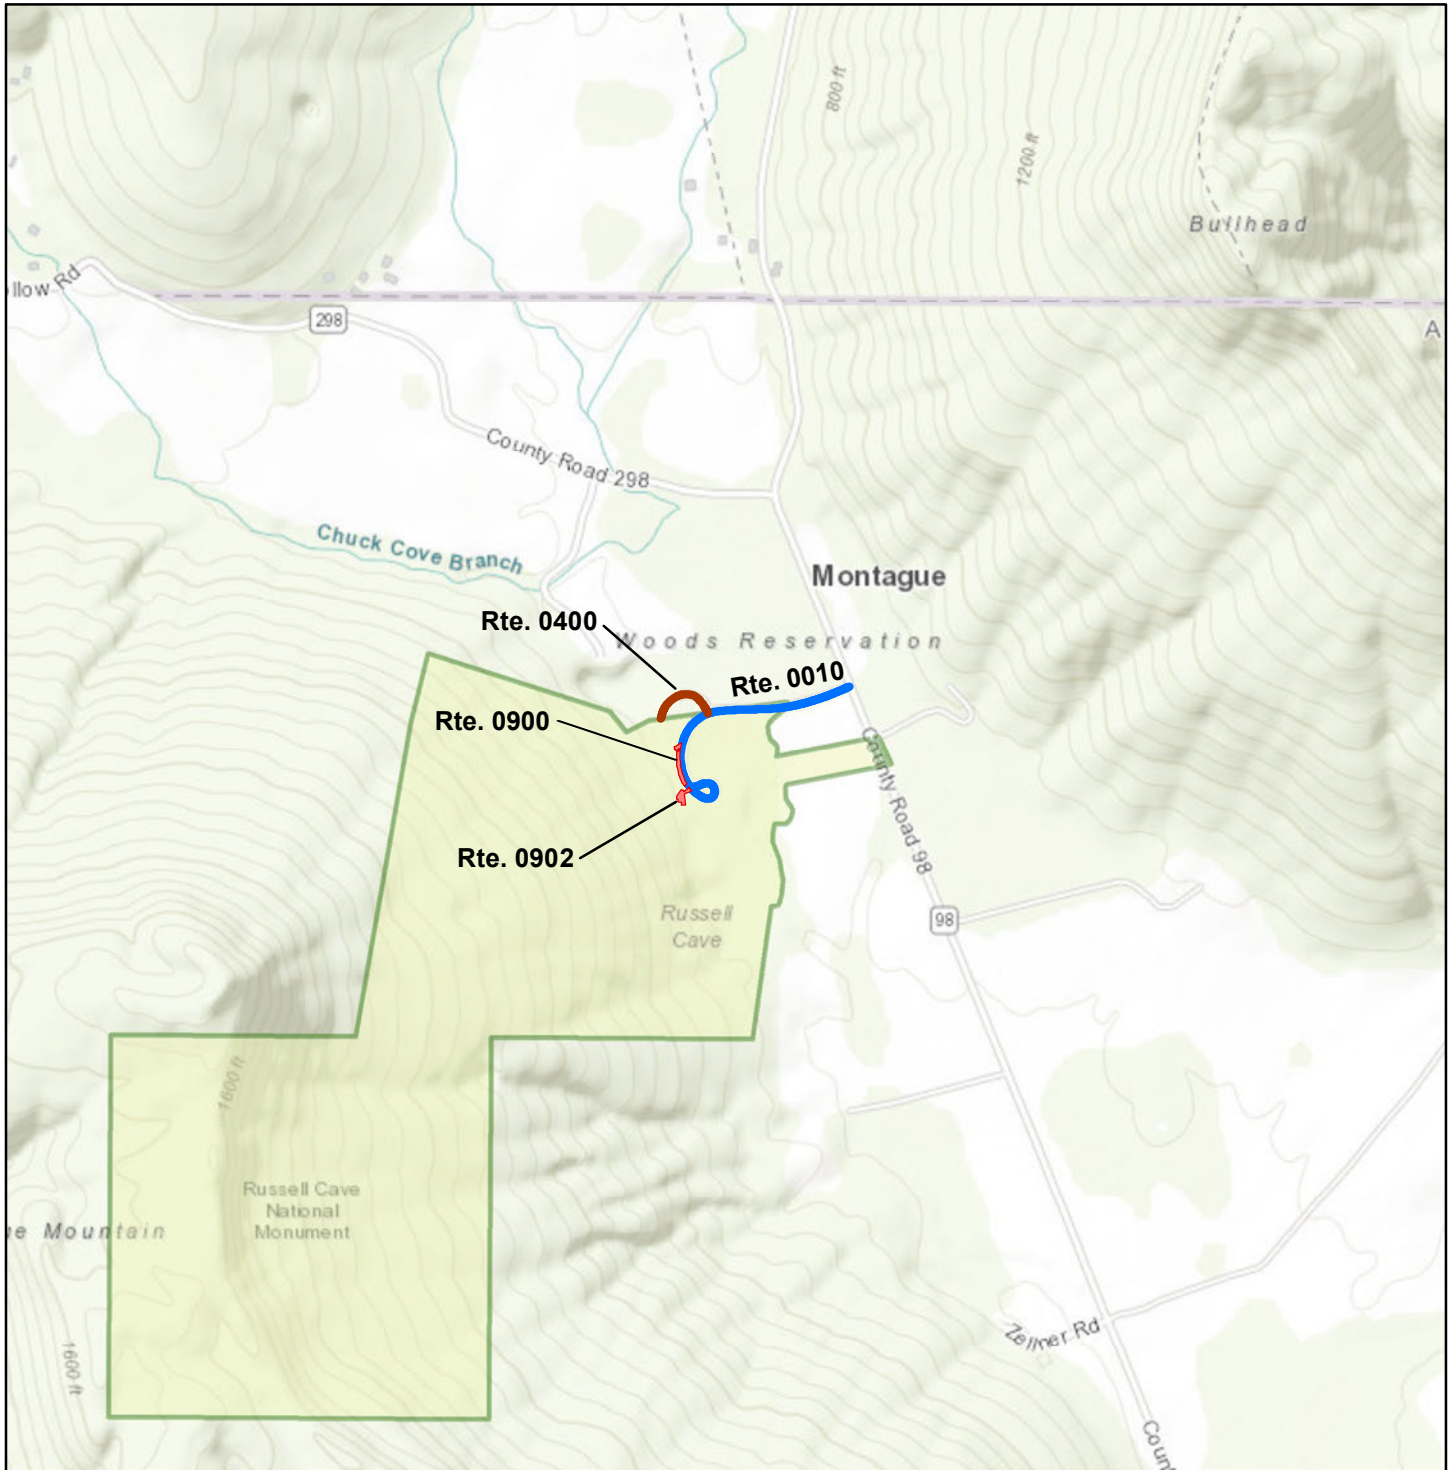 800 ft
1200 ft
Bullhead
ollow Rd
298
A
County Road 298
Chuck Cove Branch
Montague
Rte. 0400
Woods Reservation
Rte. 0010
Rte. 0900
County Road 98
Rte. 0902
Russell
Cave
98
1600 ft
Russell Cave
National
Monument
ue Mountain
Zellner Rd
1600 ft
Coun